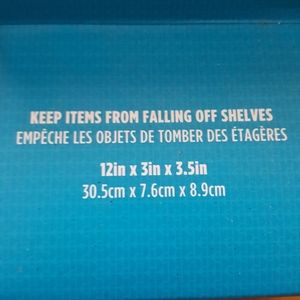 KEEP ITEMS FROM FALLING OFF SHELVES
EMPÊCHE LES OBJETS DE TOMBER DES ÉTAGÈRES
12in x 3in x 3.5in
30.5cm x 7.6cm x 8.9cm